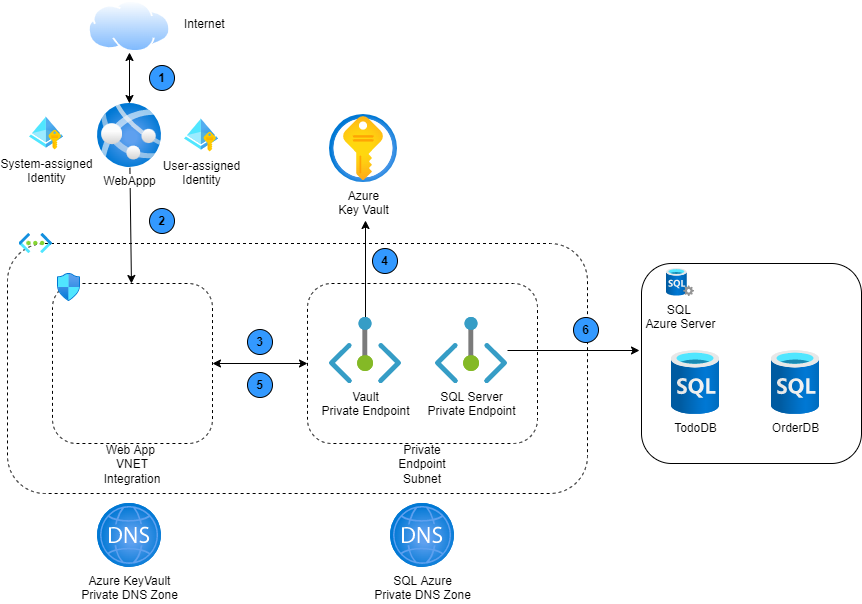 Internet
1
System-assigned
Identity
WebAppp
User-assigned
Identity
Azure
Key Vault
2
4
3
5
6
SQL
SQL
Azure Server
Vault
Private Endpoint
SQL Server
Private Endpoint
SQL
TodoDB
SQL
OrderDB
Web App
VNET
Integration
Private
Endpoint
Subnet
DNS
Azure KeyVault
Private DNS Zone
DNS
SQL Azure
Private DNS Zone